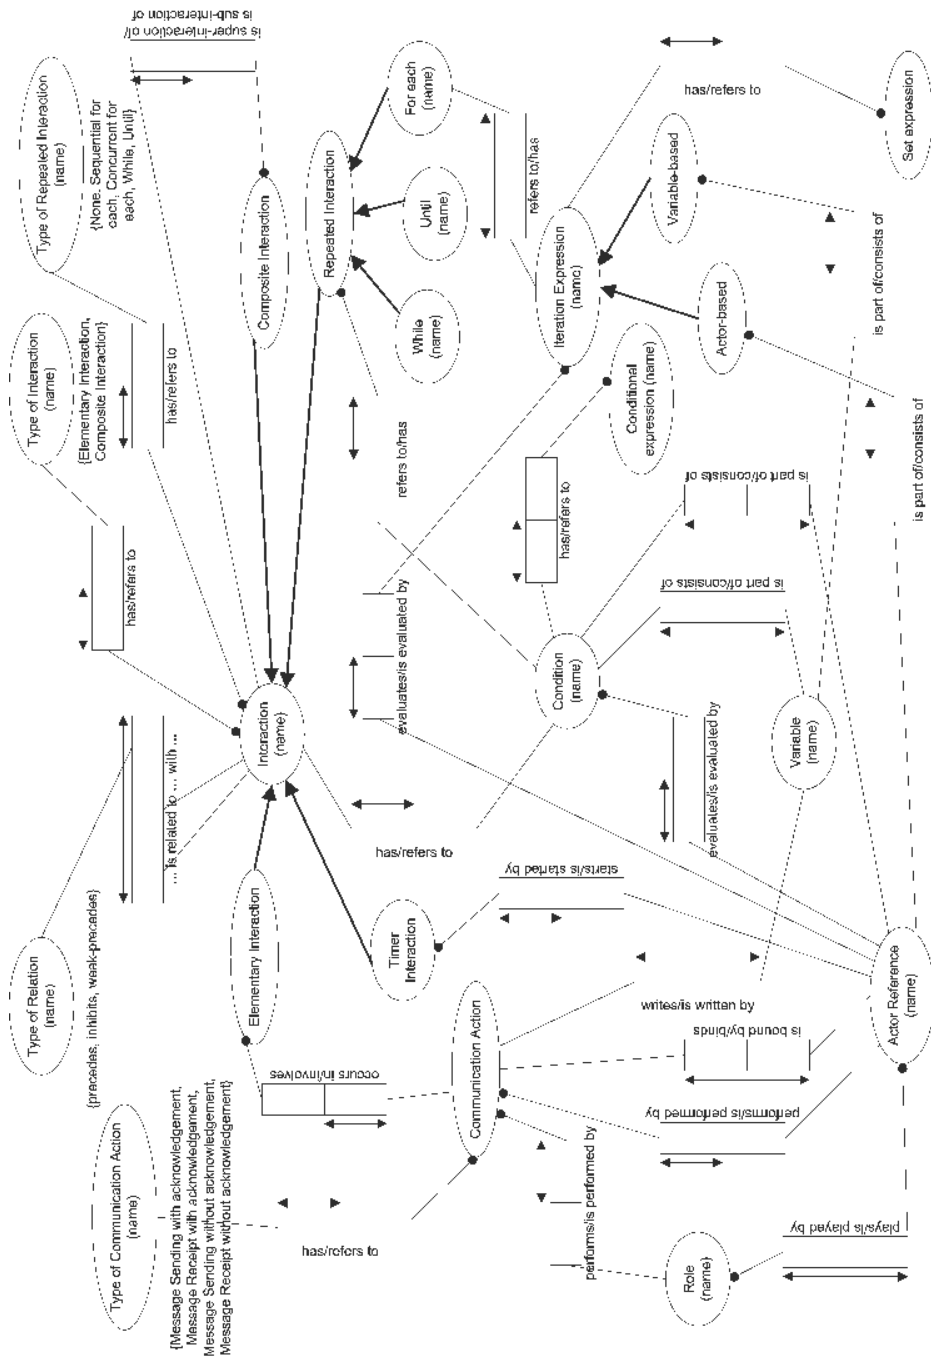 Type of Communication Action
(name)
{Message Sending with acknowledgement,
Message Receipt with acknowledgement,
Message Sending without acknowledgement,
Message Receipt without acknowledgement}
Type of Relation
(name)
{precedes, inhibits, weak-precedes}
Type of Interaction
(name)
{Elementary Interaction,
Composite Interaction}
Type of Repeated Interaction
(name)
{None, Sequential for
each, Concurrent for
each, While, Until}
is super-interaction of/
is sub-interaction of
has/refers to
has/refers to
... is related to ... with ...
Elementary Interaction
Interaction
(name)
Composite Interaction
occurs in/involves
has/refers to
Timer
Interaction
has/refers to
evaluates/is evaluated by
refers to/has
Repeated Interaction
While
(name)
Until
(name)
For each
(name)
Communication Action
starts/is started by
refers to/has
has/refers to
Condition
(name)
Iteration Expression
(name)
Conditional
expression (name)
performs/is performed by
writes/is written by
is bound by/binds
performs/is performed by
evaluates/is evaluated by
is part of/consists of
is part of/consists of
Actor-based
Variable-based
has/refers to
Role
(name)
plays/is played by
Variable
(name)
Actor Reference
(name)
is part of/consists of
is part of/consists of
Set expression